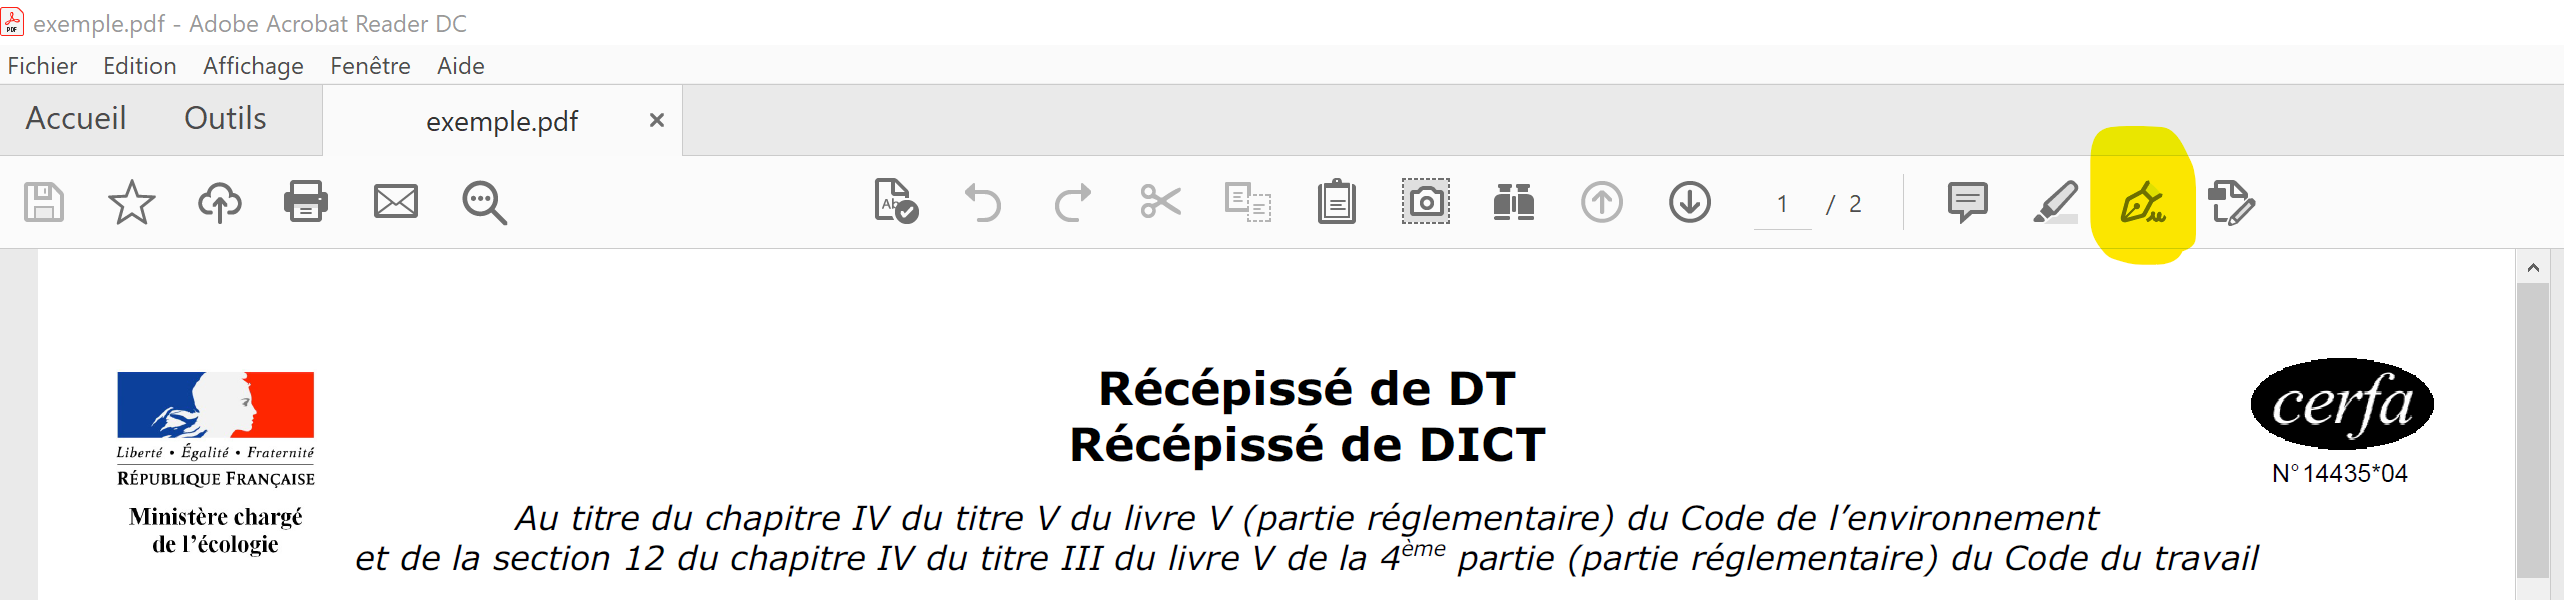 exemple.pdf - Adobe Acrobat Reader DC
Fichier Edition Affichage Fenêtre Aide
Accueil Outils exemple.pdf ×
1 / 2
Récépissé de DT
Récépissé de DICT
cerfa
N°14435*04
Liberté • Égalité • Fraternité
RÉPUBLIQUE FRANÇAISE
Ministère chargé
de l’écologie
Au titre du chapitre IV du titre V du livre V (partie réglementaire) du Code de l’environnement
et de la section 12 du chapitre IV du titre III du livre V de la 4ème partie (partie réglementaire) du Code du travail